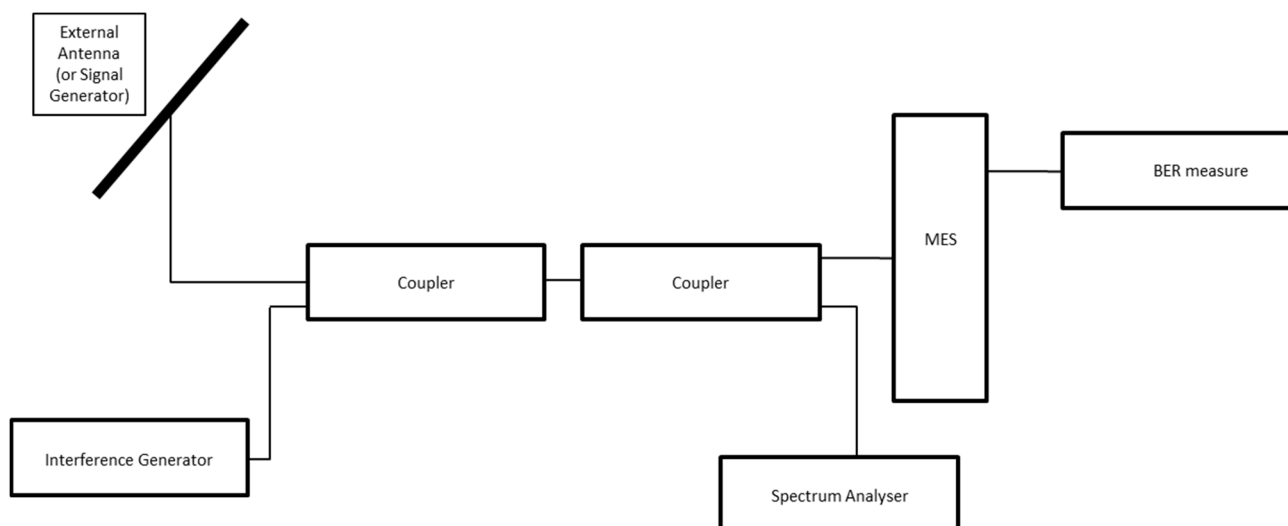 External
Antenna
(or Signal
Generator)
BER measure
MES
Coupler
Coupler
Interference Generator
Spectrum Analyser